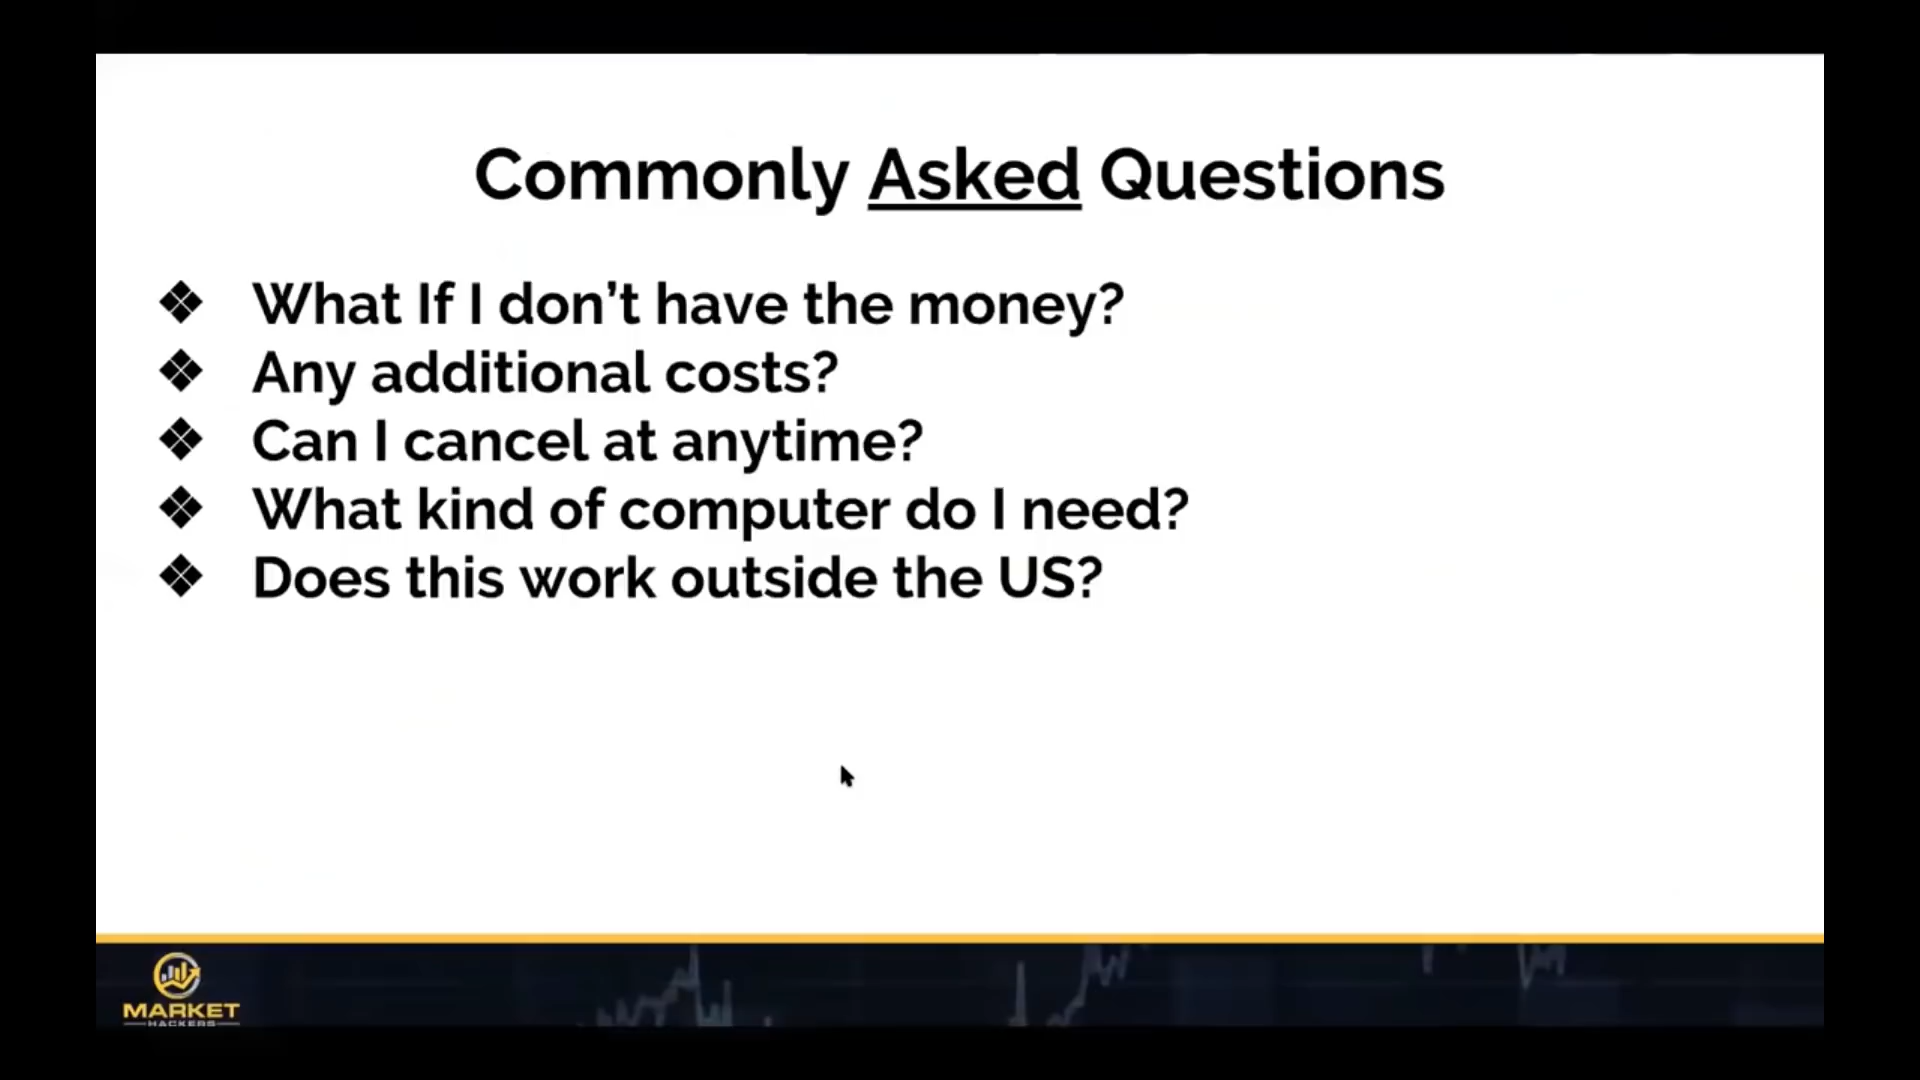 Commonly Asked Questions
❖ What If I don’t have the money?
❖ Any additional costs?
❖ Can I cancel at anytime?
❖ What kind of computer do I need?
❖ Does this work outside the US?
MARKET
HACKERS